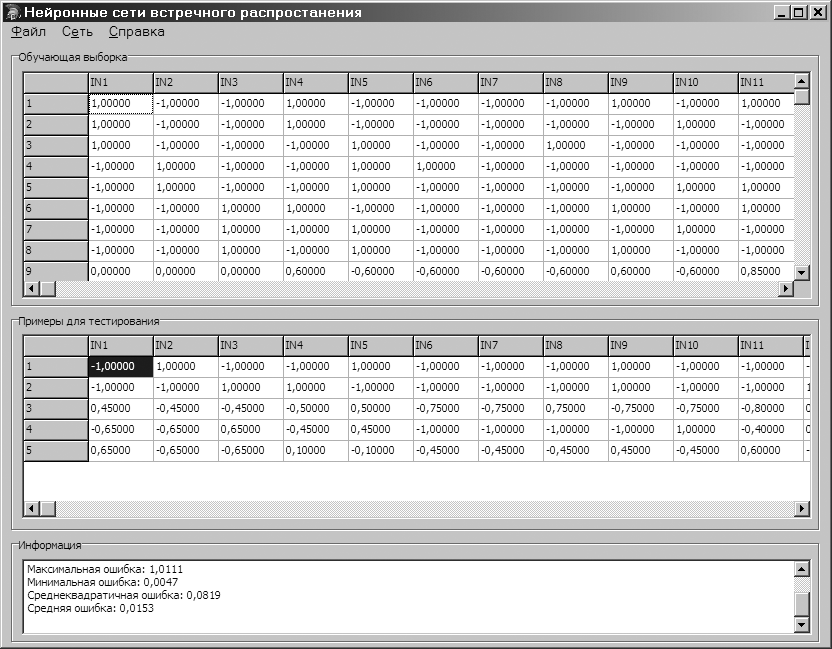 Нейронные сети встречного распростанения
Файл Сеть Справка
Обучающая выборка
IN1 IN2 IN3 IN4 IN5 IN6 IN7 IN8 IN9 IN10 IN11
1 1,00000 -1,00000 -1,00000 1,00000 -1,00000 -1,00000 -1,00000 -1,00000 1,00000 -1,00000 1,00000
2 1,00000 -1,00000 -1,00000 1,00000 -1,00000 -1,00000 -1,00000 -1,00000 -1,00000 1,00000 -1,00000
3 1,00000 -1,00000 -1,00000 -1,00000 1,00000 -1,00000 -1,00000 1,00000 -1,00000 -1,00000 -1,00000
4 -1,00000 1,00000 -1,00000 -1,00000 1,00000 1,00000 -1,00000 -1,00000 -1,00000 -1,00000 -1,00000
5 -1,00000 1,00000 -1,00000 -1,00000 1,00000 -1,00000 -1,00000 -1,00000 -1,00000 1,00000 1,00000
6 -1,00000 -1,00000 1,00000 1,00000 -1,00000 -1,00000 -1,00000 -1,00000 1,00000 -1,00000 1,00000
7 -1,00000 -1,00000 1,00000 -1,00000 1,00000 -1,00000 -1,00000 -1,00000 -1,00000 1,00000 -1,00000
8 -1,00000 -1,00000 1,00000 -1,00000 1,00000 -1,00000 -1,00000 -1,00000 1,00000 -1,00000 -1,00000
9 0,00000 0,00000 0,00000 0,60000 -0,60000 -0,60000 -0,60000 -0,60000 0,60000 -0,60000 0,85000
Примеры для тестирования
IN1 IN2 IN3 IN4 IN5 IN6 IN7 IN8 IN9 IN10 IN11
1 -1,00000 1,00000 -1,00000 -1,00000 1,00000 -1,00000 -1,00000 -1,00000 1,00000 -1,00000 -1,00000
2 -1,00000 -1,00000 1,00000 1,00000 -1,00000 -1,00000 -1,00000 -1,00000 1,00000 -1,00000 -1,00000
3 0,45000 -0,45000 -0,45000 -0,50000 0,50000 -0,75000 -0,75000 0,75000 -0,75000 -0,75000 -0,80000
4 -0,65000 -0,65000 0,65000 -0,45000 0,45000 -1,00000 -1,00000 -1,00000 -1,00000 1,00000 -0,40000
5 0,65000 -0,65000 -0,65000 0,10000 -0,10000 -0,45000 -0,45000 -0,45000 0,45000 -0,45000 0,60000
Информация
Максимальная ошибка: 1,0111
Минимальная ошибка: 0,0047
Среднеквадратичная ошибка: 0,0819
Средняя ошибка: 0,0153